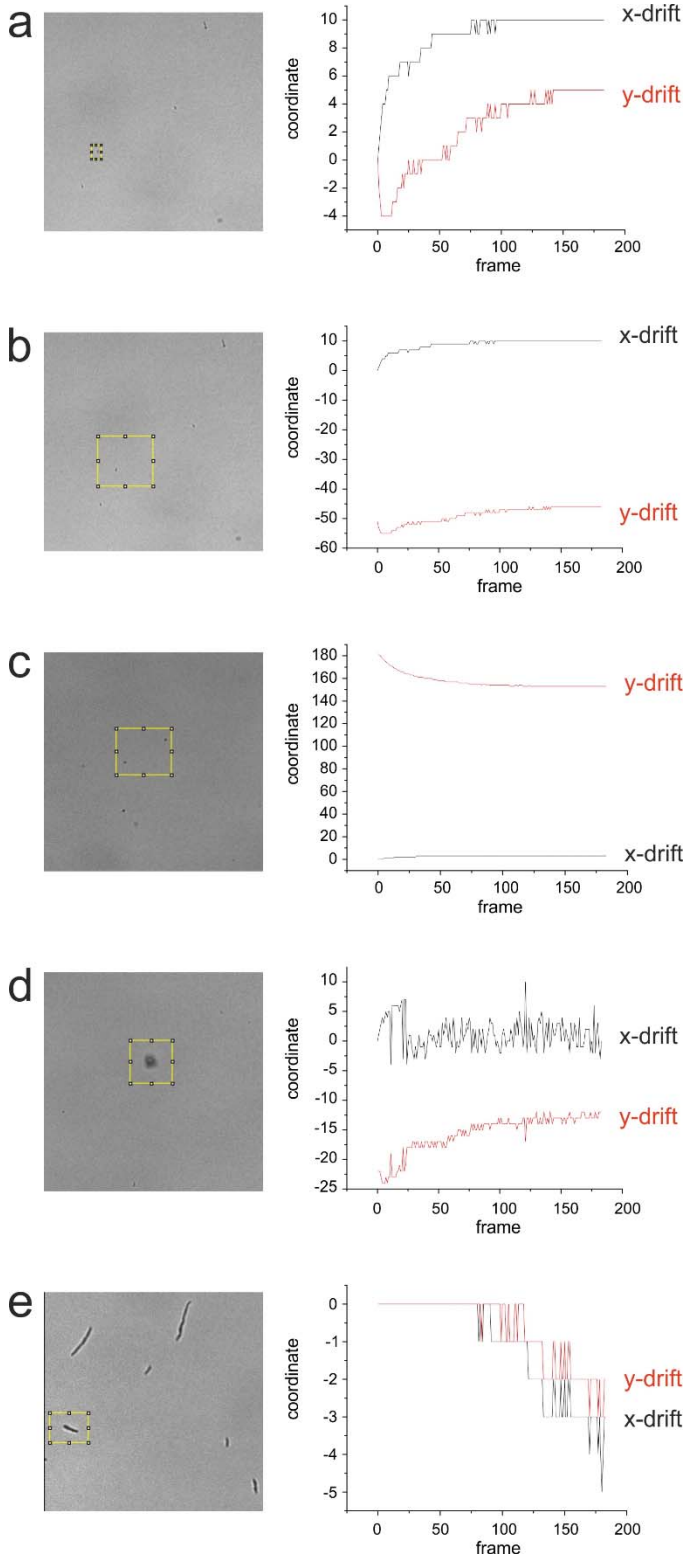 a
coordinate
10
8
6
4
2
0
-2
-4
x-drift
y-drift
0
50
100
150
200
frame
b
coordinate
10
0
-10
-20
-30
-40
-50
-60
x-drift
y-drift
0
50
100
150
200
frame
c
coordinate
180
160
140
120
100
80
60
40
20
0
y-drift
x-drift
0
50
100
150
200
frame
d
coordinate
10
5
0
-5
-10
-15
-20
-25
x-drift
y-drift
0
50
100
150
200
frame
e
coordinate
0
-1
-2
-3
-4
-5
y-drift
x-drift
0
50
100
150
200
frame